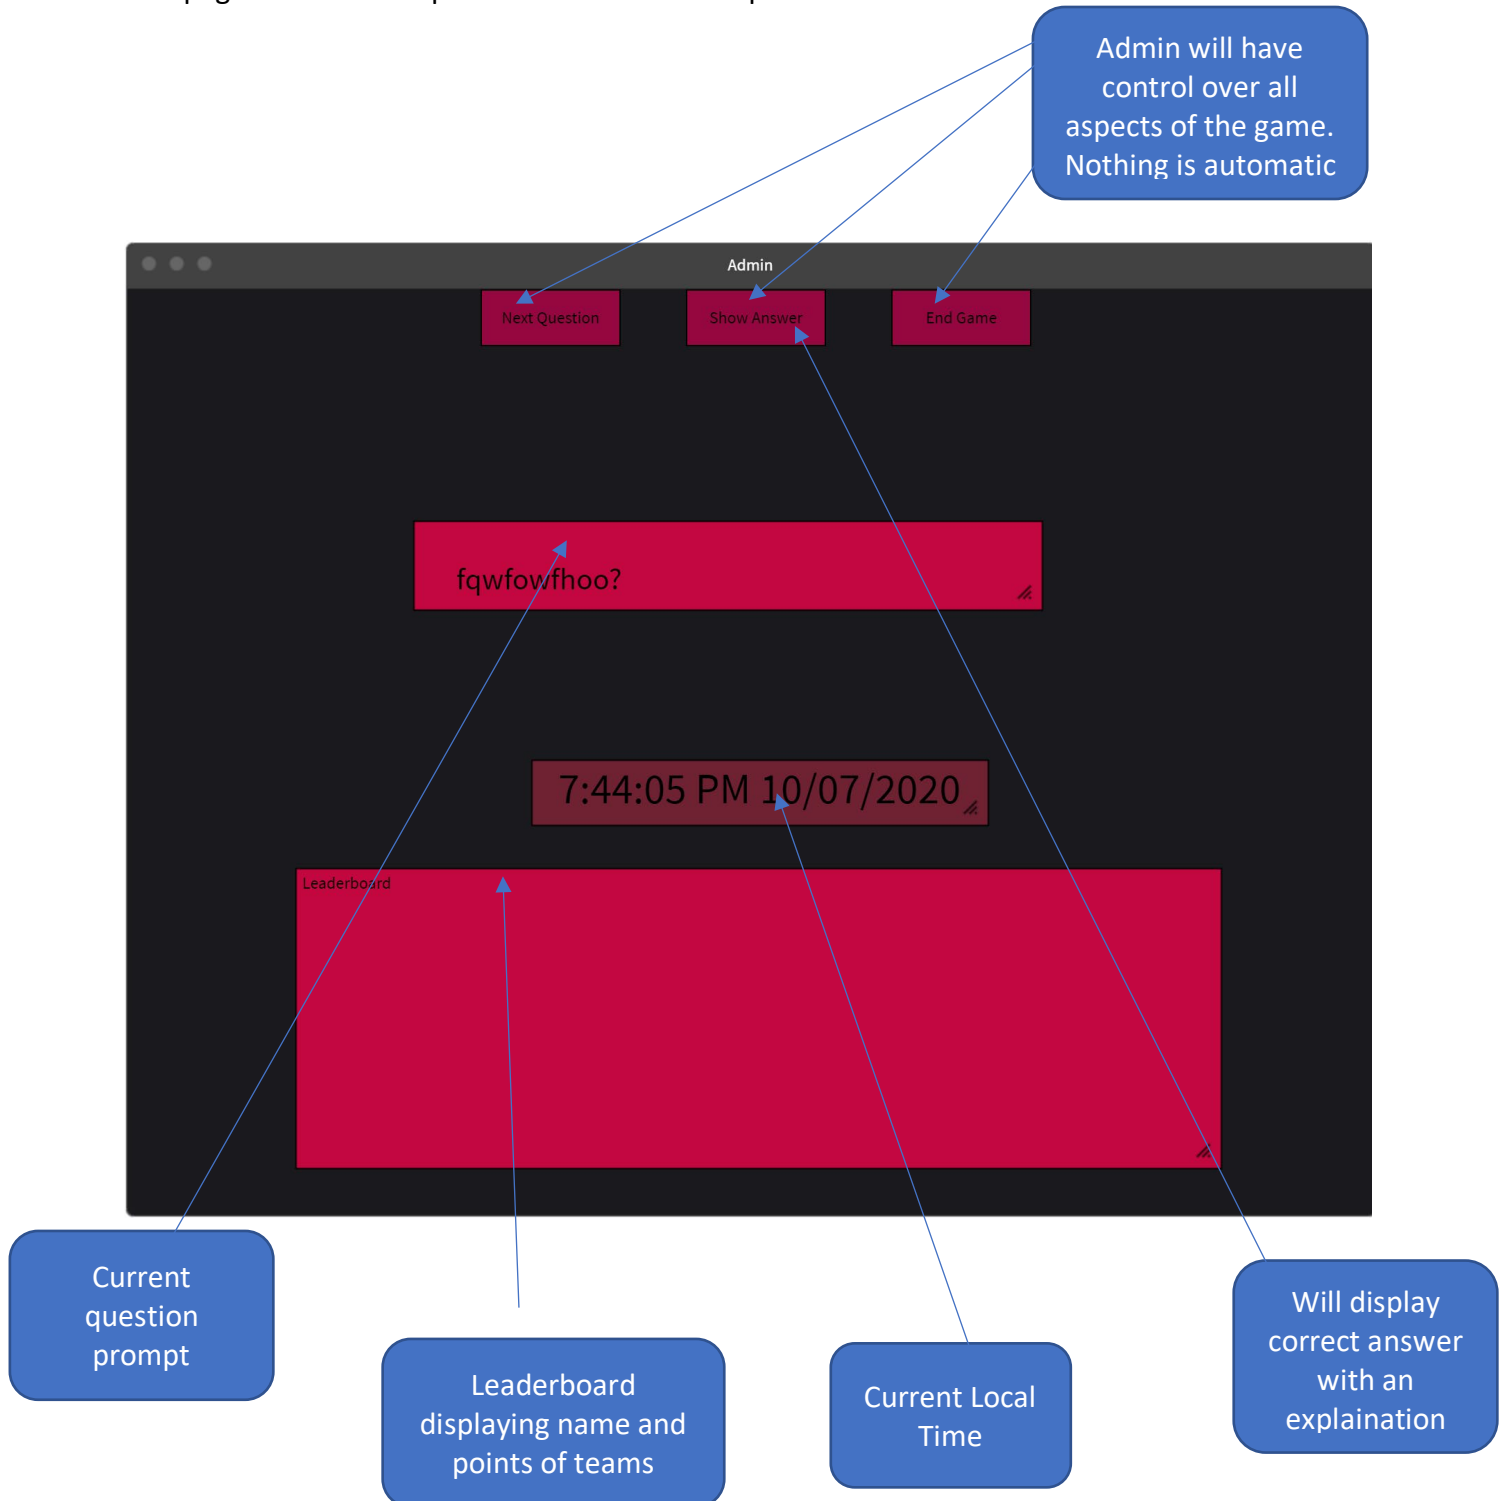 Admin will have
control over all
aspects of the game.
Nothing is automatic
Admin
Next Question
Show Answer
End Game
fqwfowfhoo?
7:44:05 PM 10/07/2020
Leaderboard
Current
question
prompt
Leaderboard
displaying name and
points of teams
Current Local
Time
Will display
correct answer
with an
explaination